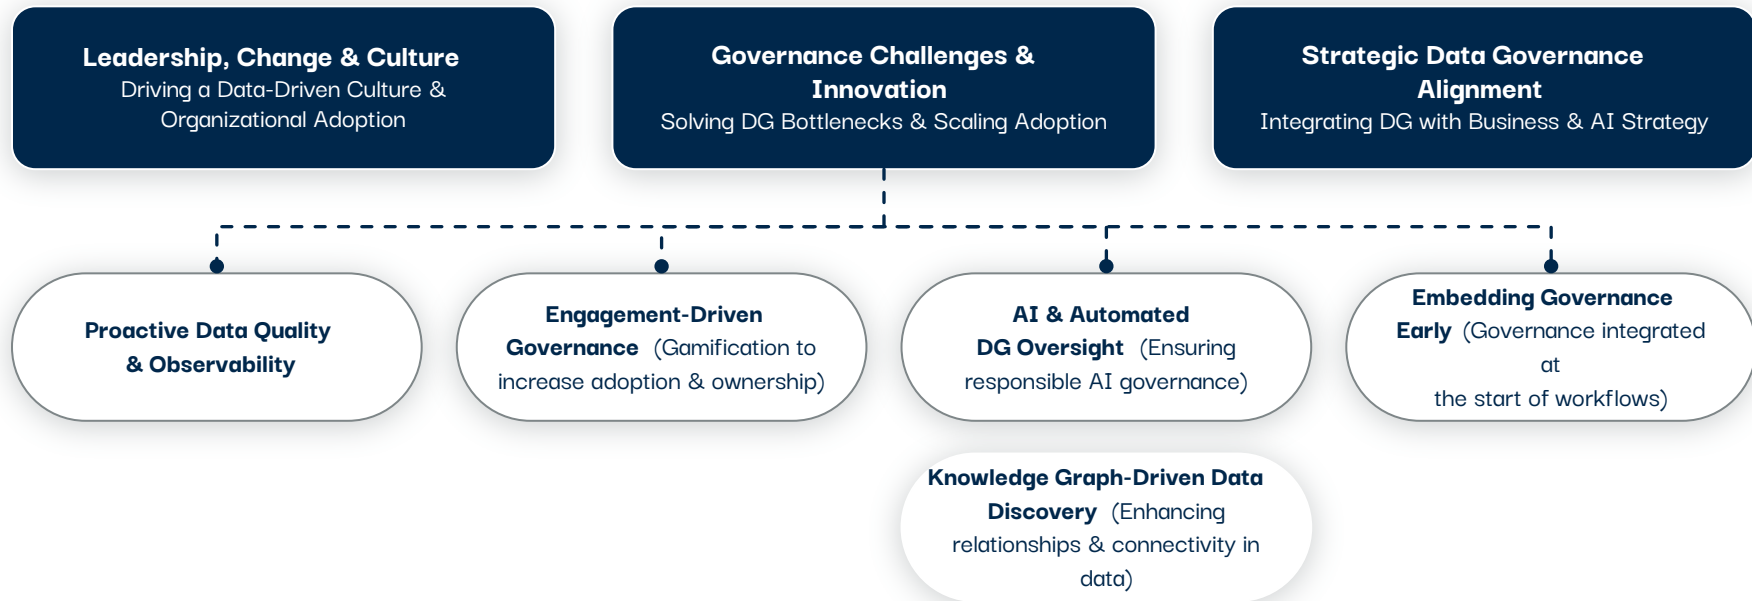 Leadership, Change & Culture
Driving a Data-Driven Culture &
Organizational Adoption
Governance Challenges &
Innovation
Solving DG Bottlenecks & Scaling Adoption
Strategic Data Governance
Alignment
Integrating DG with Business & AI Strategy
Proactive Data Quality
& Observability
Engagement-Driven
Governance (Gamification to
increase adoption & ownership)
AI & Automated
DG Oversight (Ensuring
responsible AI governance)
Embedding Governance
Early (Governance integrated
at
the start of workflows)
Knowledge Graph-Driven Data
Discovery (Enhancing
relationships & connectivity in
data)